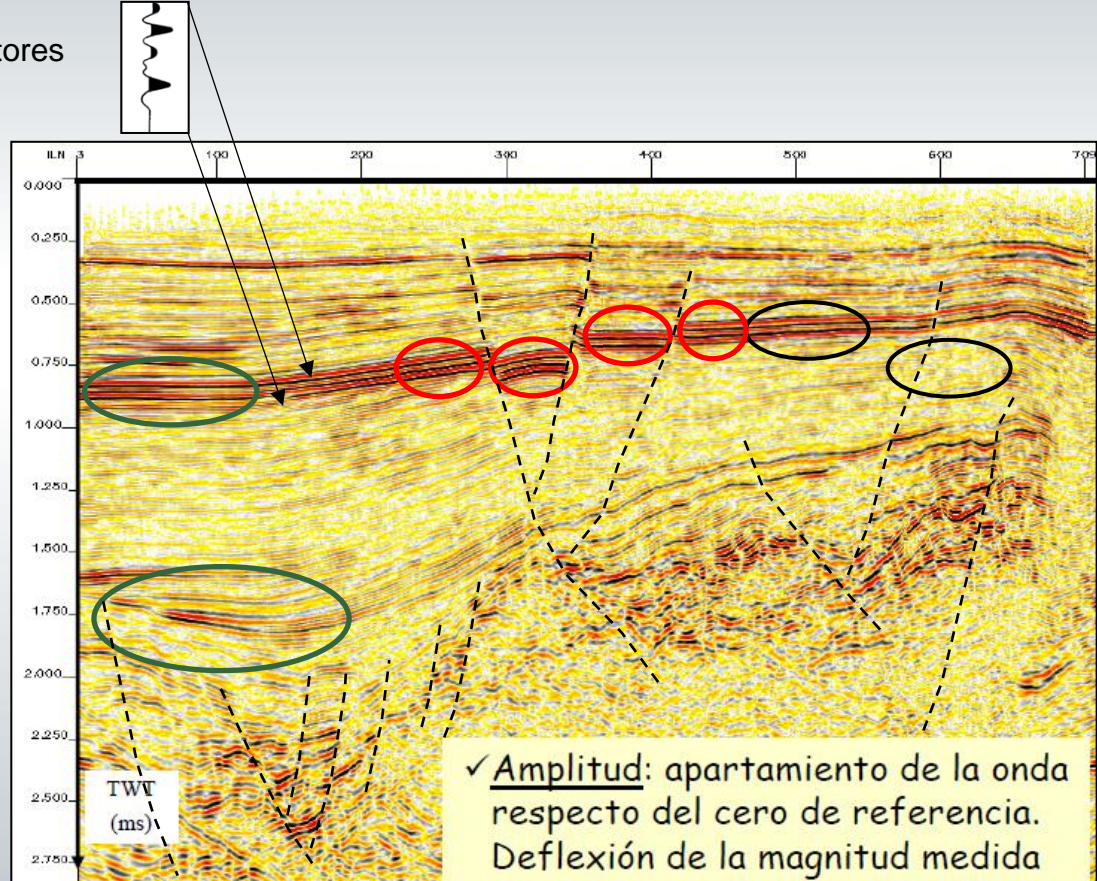 tores
ILN 3 100 200 300 400 500 600 709
0.000
0.250
0.500
0.750
1.000
1.250
1.500
1.750
2.000
2.250
2.500
2.750
TWT
(ms)
✓Amplitud: apartamiento de la onda
respecto del cero de referencia.
Deflexión de la magnitud medida